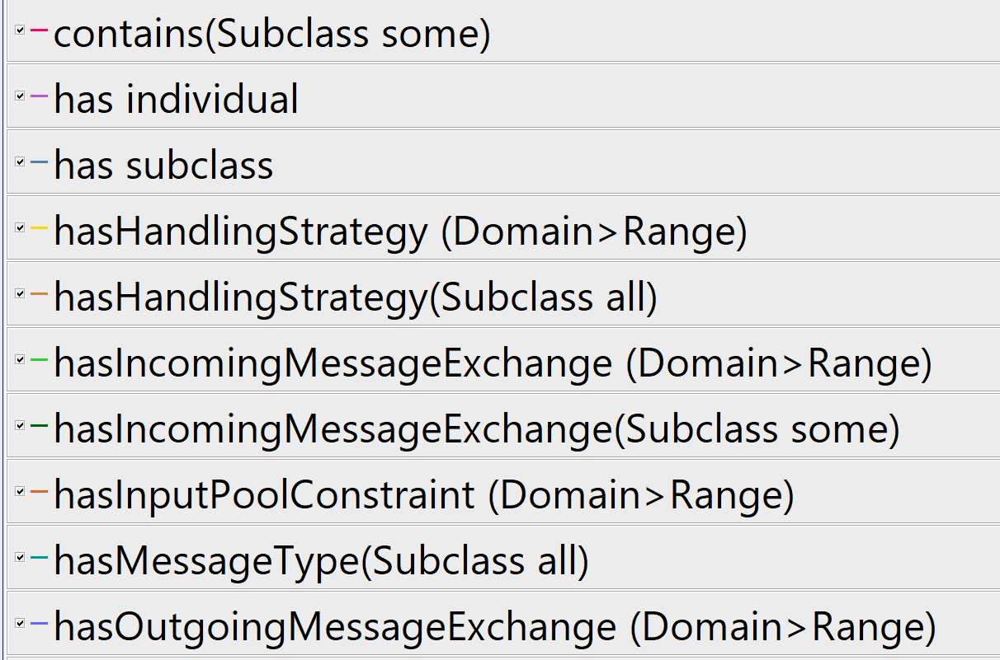 contains(Subclass some)
has individual
has subclass
hasHandlingStrategy (Domain>Range)
hasHandlingStrategy(Subclass all)
hasIncomingMessageExchange (Domain>Range)
hasIncomingMessageExchange(Subclass some)
hasInputPoolConstraint (Domain>Range)
hasMessageType(Subclass all)
hasOutgoingMessageExchange (Domain>Range)